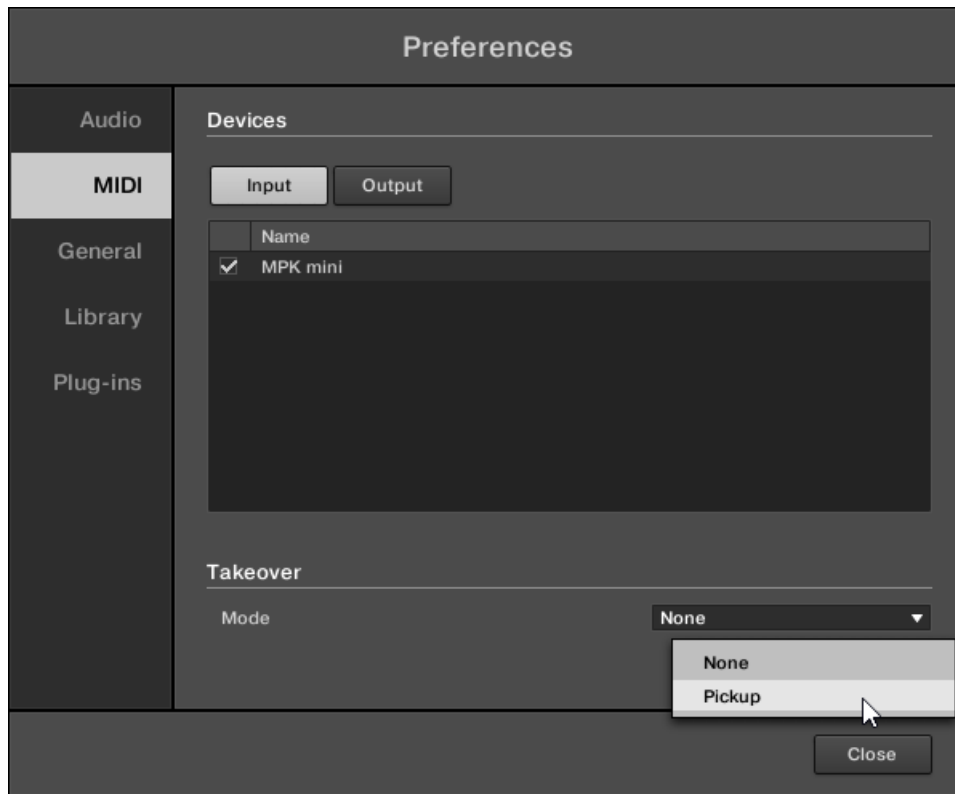 Preferences
Audio
MIDI
General
Library
Plug-ins
Devices
Input Output
Name
MPK mini
Takeover
Mode None
None
Pickup
Close